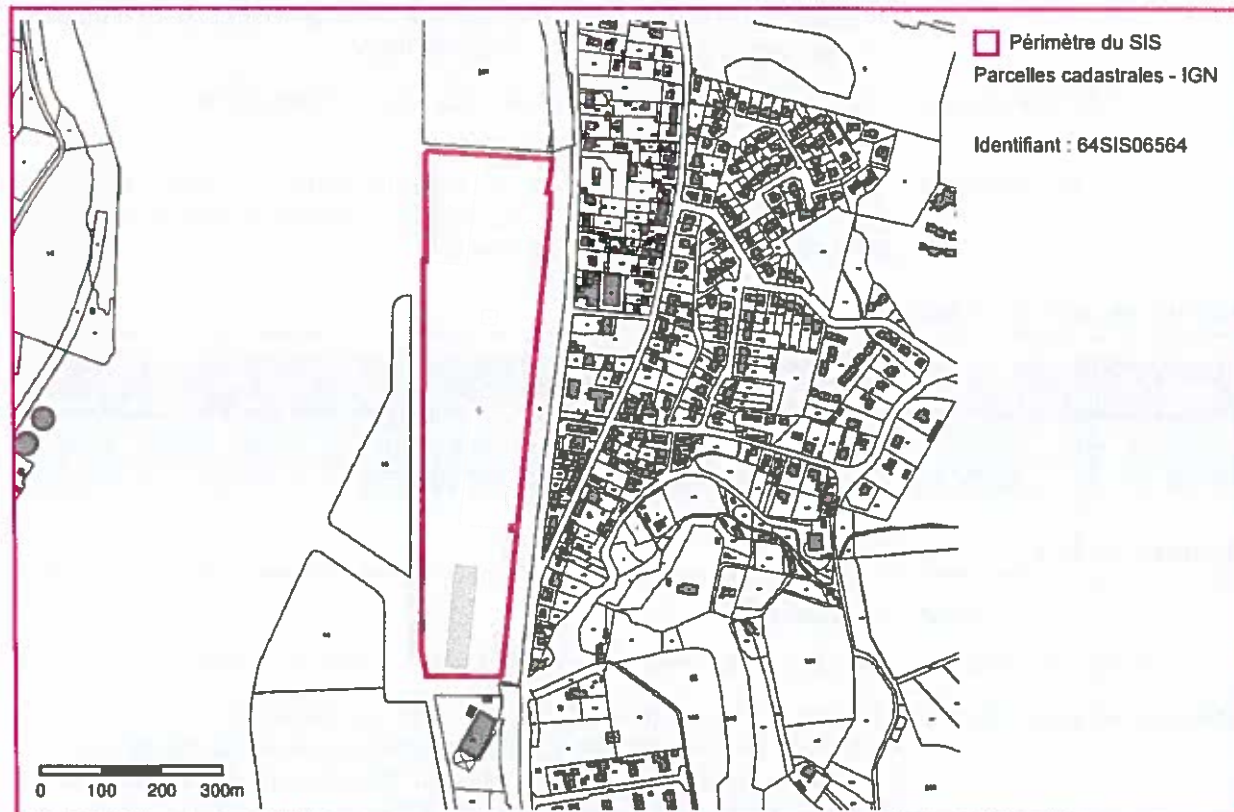 Périmètre du SIS
Parcelles cadastrales - IGN
Identifiant : 64SIS06564
0 100 200 300m